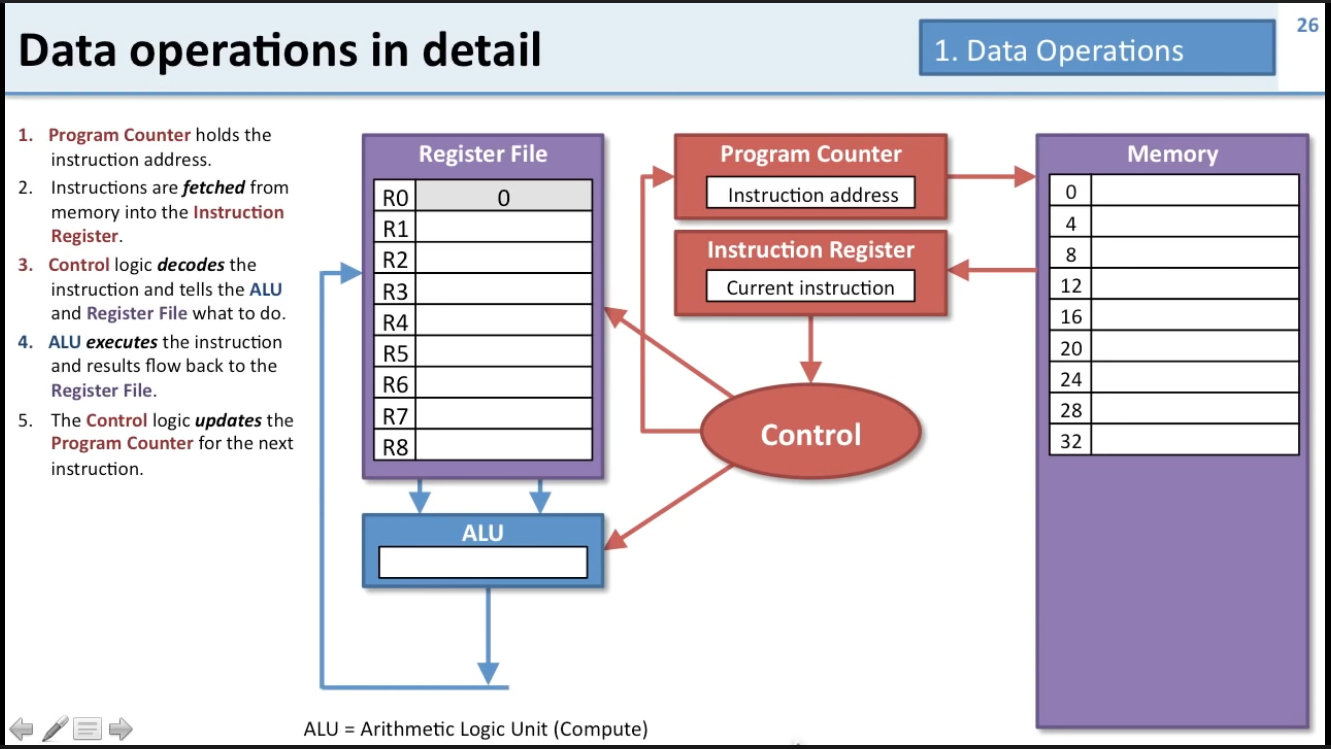 Data operations in detail
1. Data Operations
26
1. Program Counter holds the
instruction address.
2. Instructions are fetched from
memory into the Instruction
Register.
3. Control logic decodes the
instruction and tells the ALU
and Register File what to do.
4. ALU executes the instruction
and results flow back to the
Register File.
5. The Control logic updates the
Program Counter for the next
instruction.
Register File
R0 0
R1
R2
R3
R4
R5
R6
R7
R8
ALU
Program Counter
Instruction address
Instruction Register
Current instruction
Control
Memory
0
4
8
12
16
20
24
28
32
ALU = Arithmetic Logic Unit (Compute)